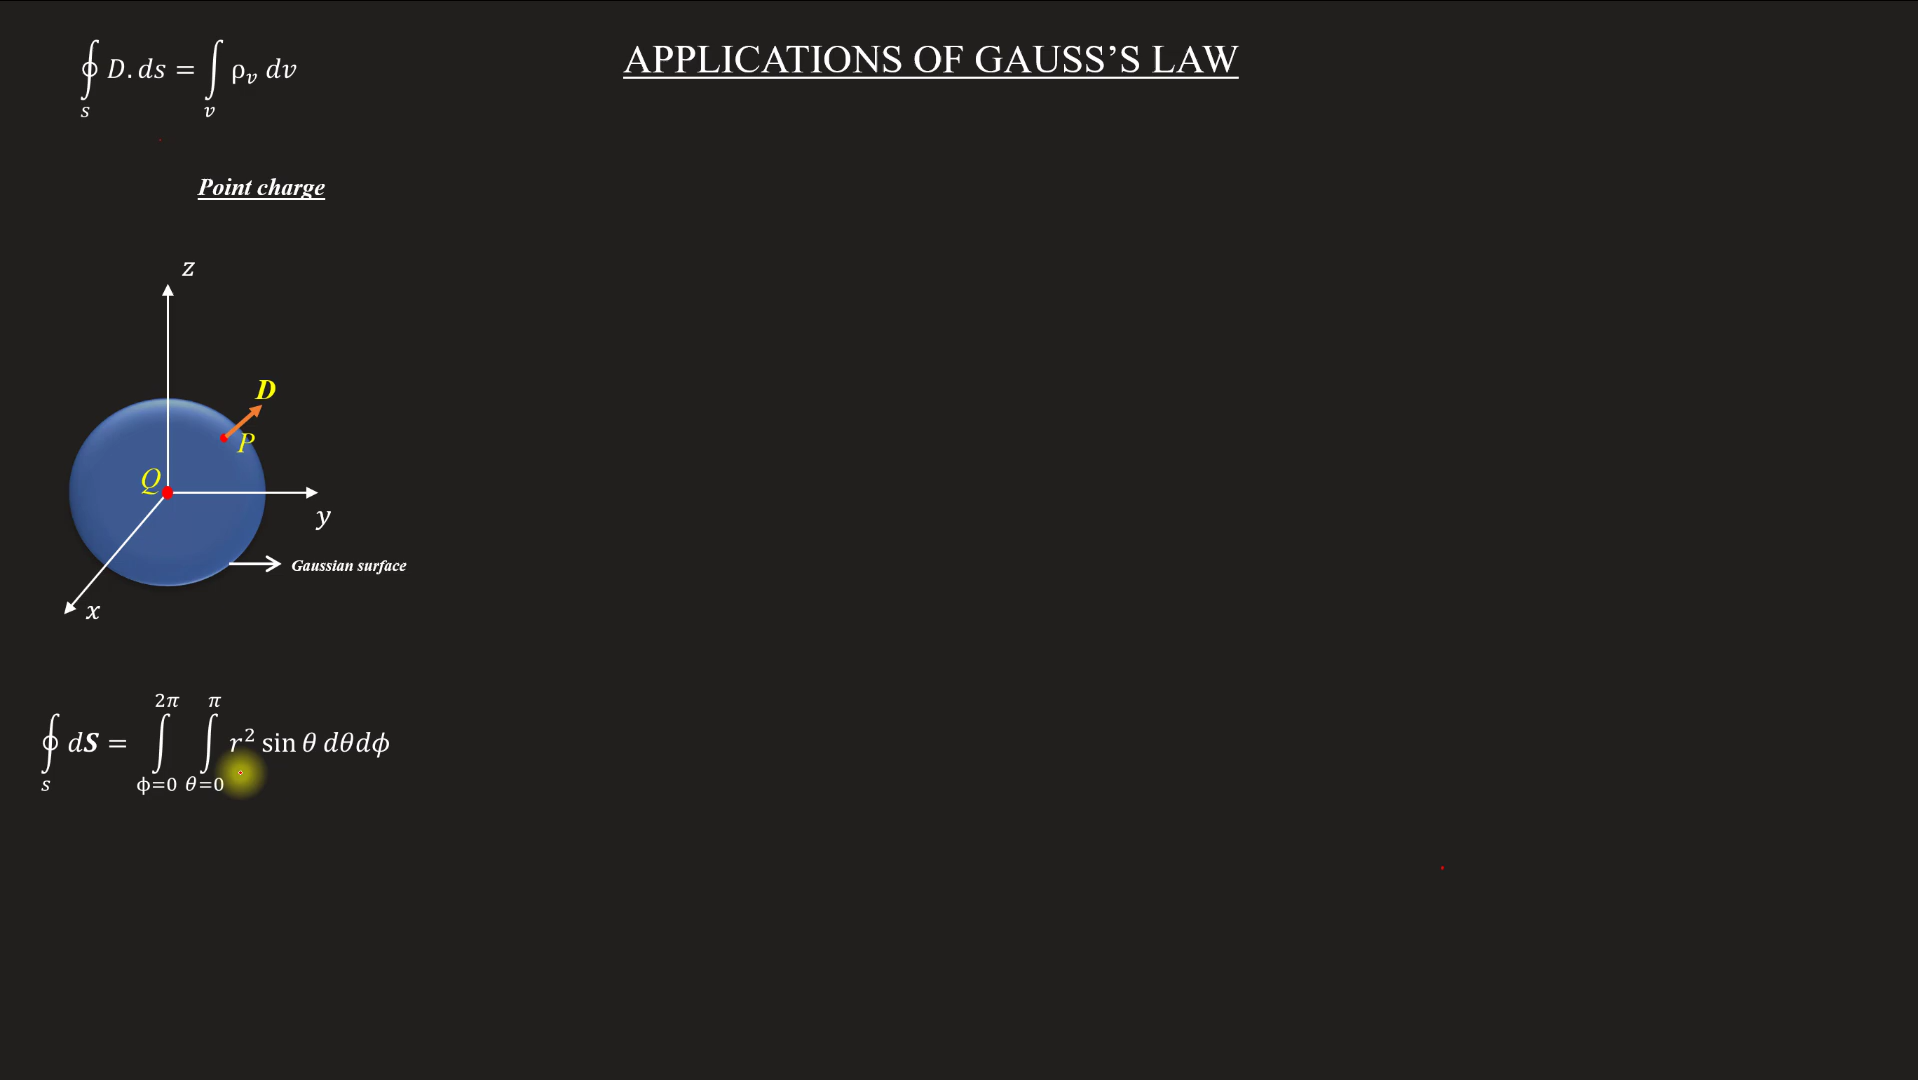 APPLICATIONS OF GAUSS’S LAW
∮_s D. ds = ∫_v ρ_v dv
Point charge
z
D
P
Q
y
Gaussian surface
x
∮_s dS = ∫_{ϕ=0}^{2π} ∫_{θ=0}^{π} r² sin θ dθdϕ